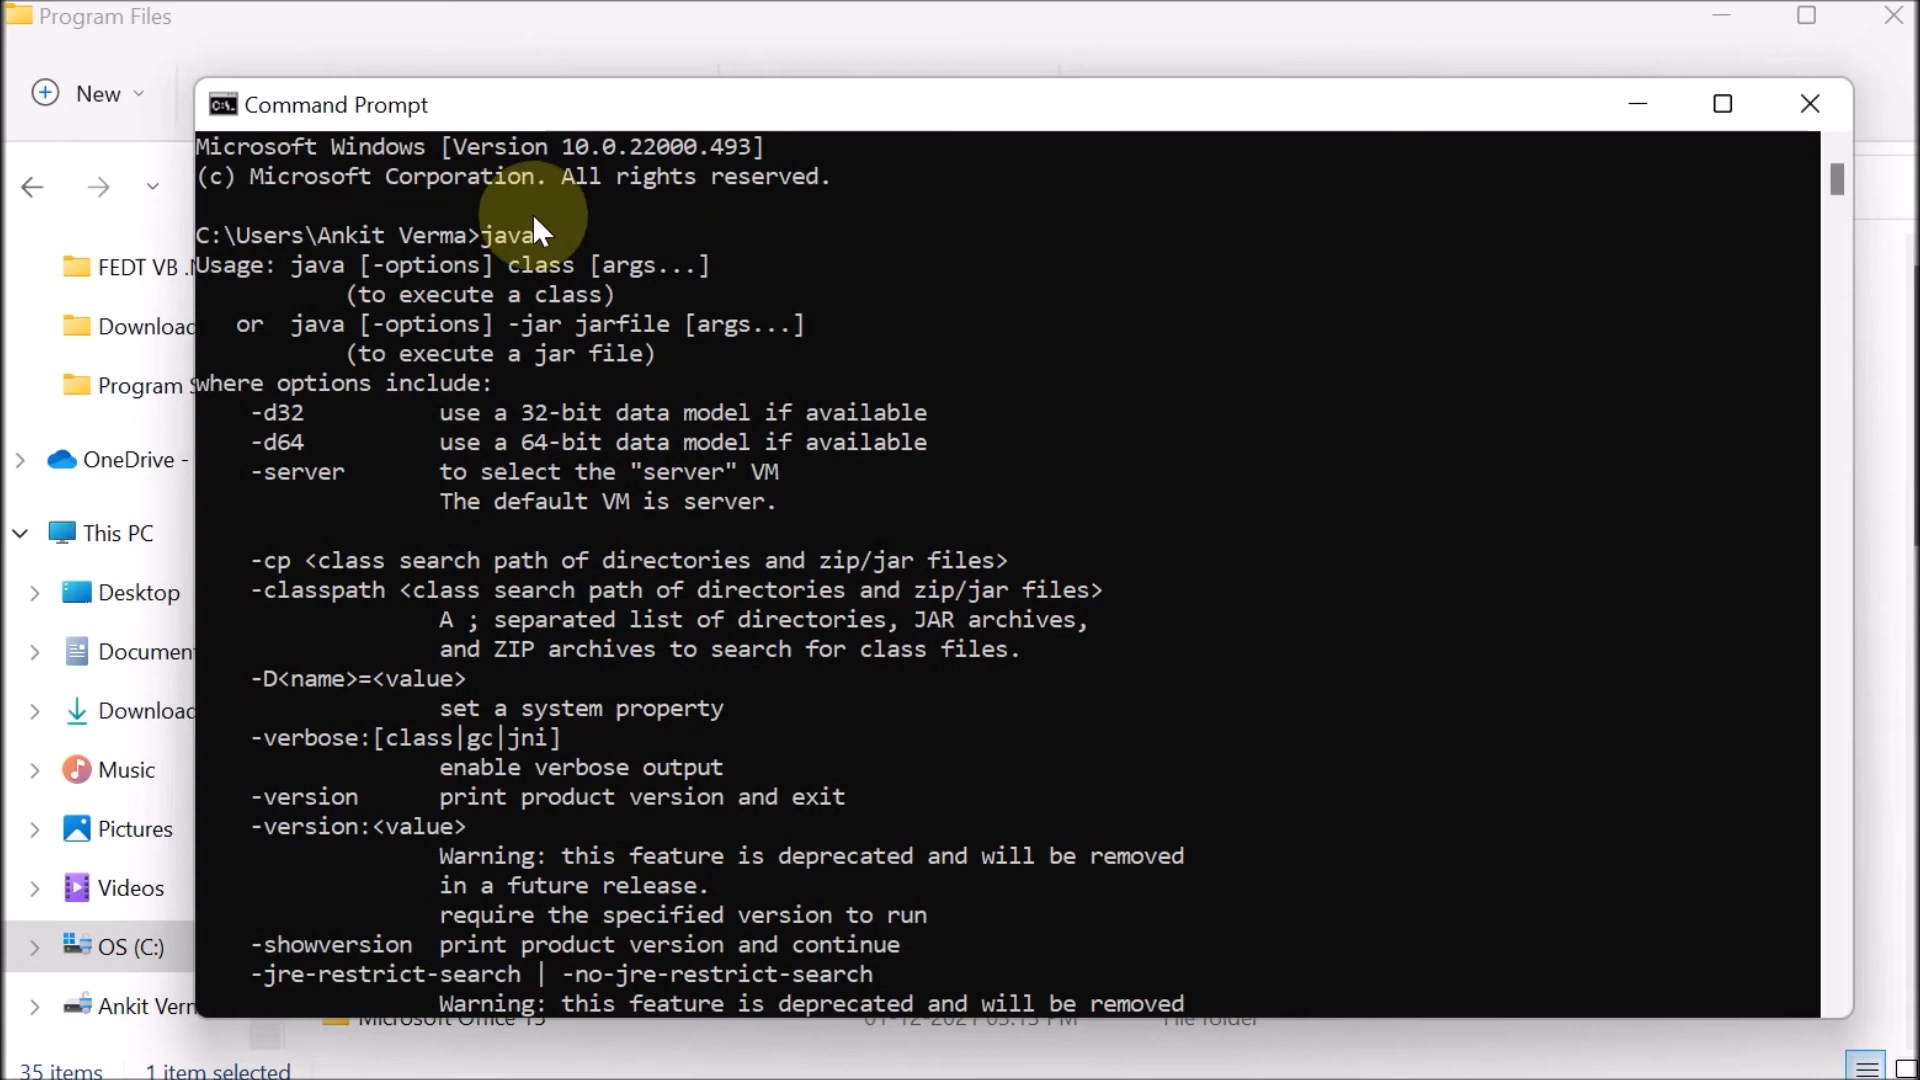 Program Files
New
Command Prompt
Microsoft Windows [Version 10.0.22000.493]
(c) Microsoft Corporation. All rights reserved.
C:\Users\Ankit Verma>java
Usage: java [-options] class [args...]
(to execute a class)
or java [-options] -jar jarfile [args...]
(to execute a jar file)
where options include:
-d32 use a 32-bit data model if available
-d64 use a 64-bit data model if available
-server to select the "server" VM
The default VM is server.
-cp <class search path of directories and zip/jar files>
-classpath <class search path of directories and zip/jar files>
A ; separated list of directories, JAR archives,
and ZIP archives to search for class files.
-D<name>=<value>
set a system property
-verbose:[class|gc|jni]
enable verbose output
-version print product version and exit
-version:<value>
Warning: this feature is deprecated and will be removed
in a future release.
require the specified version to run
-showversion print product version and continue
-jre-restrict-search | -no-jre-restrict-search
Warning: this feature is deprecated and will be removed
FEDT VB .
Download
Program
OneDrive -
This PC
Desktop
Documen
Download
Music
Pictures
Videos
OS (C:)
Ankit Ver
Microsoft Office 15
01-12-2021 03:13 PM File folder
35 items 1 item selected